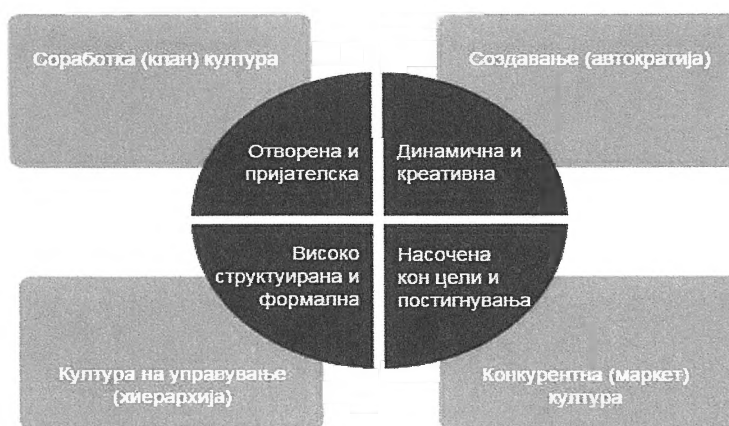 Соработка (клан) култура
Создавање (автократија)
Отворена и
пријателска
Динамична и
креативна
Високо
структуирана и
формална
Насочена
кон цели и
постигнувања
Култура на управување
(хиерархија)
Конкурентна (маркет)
култура